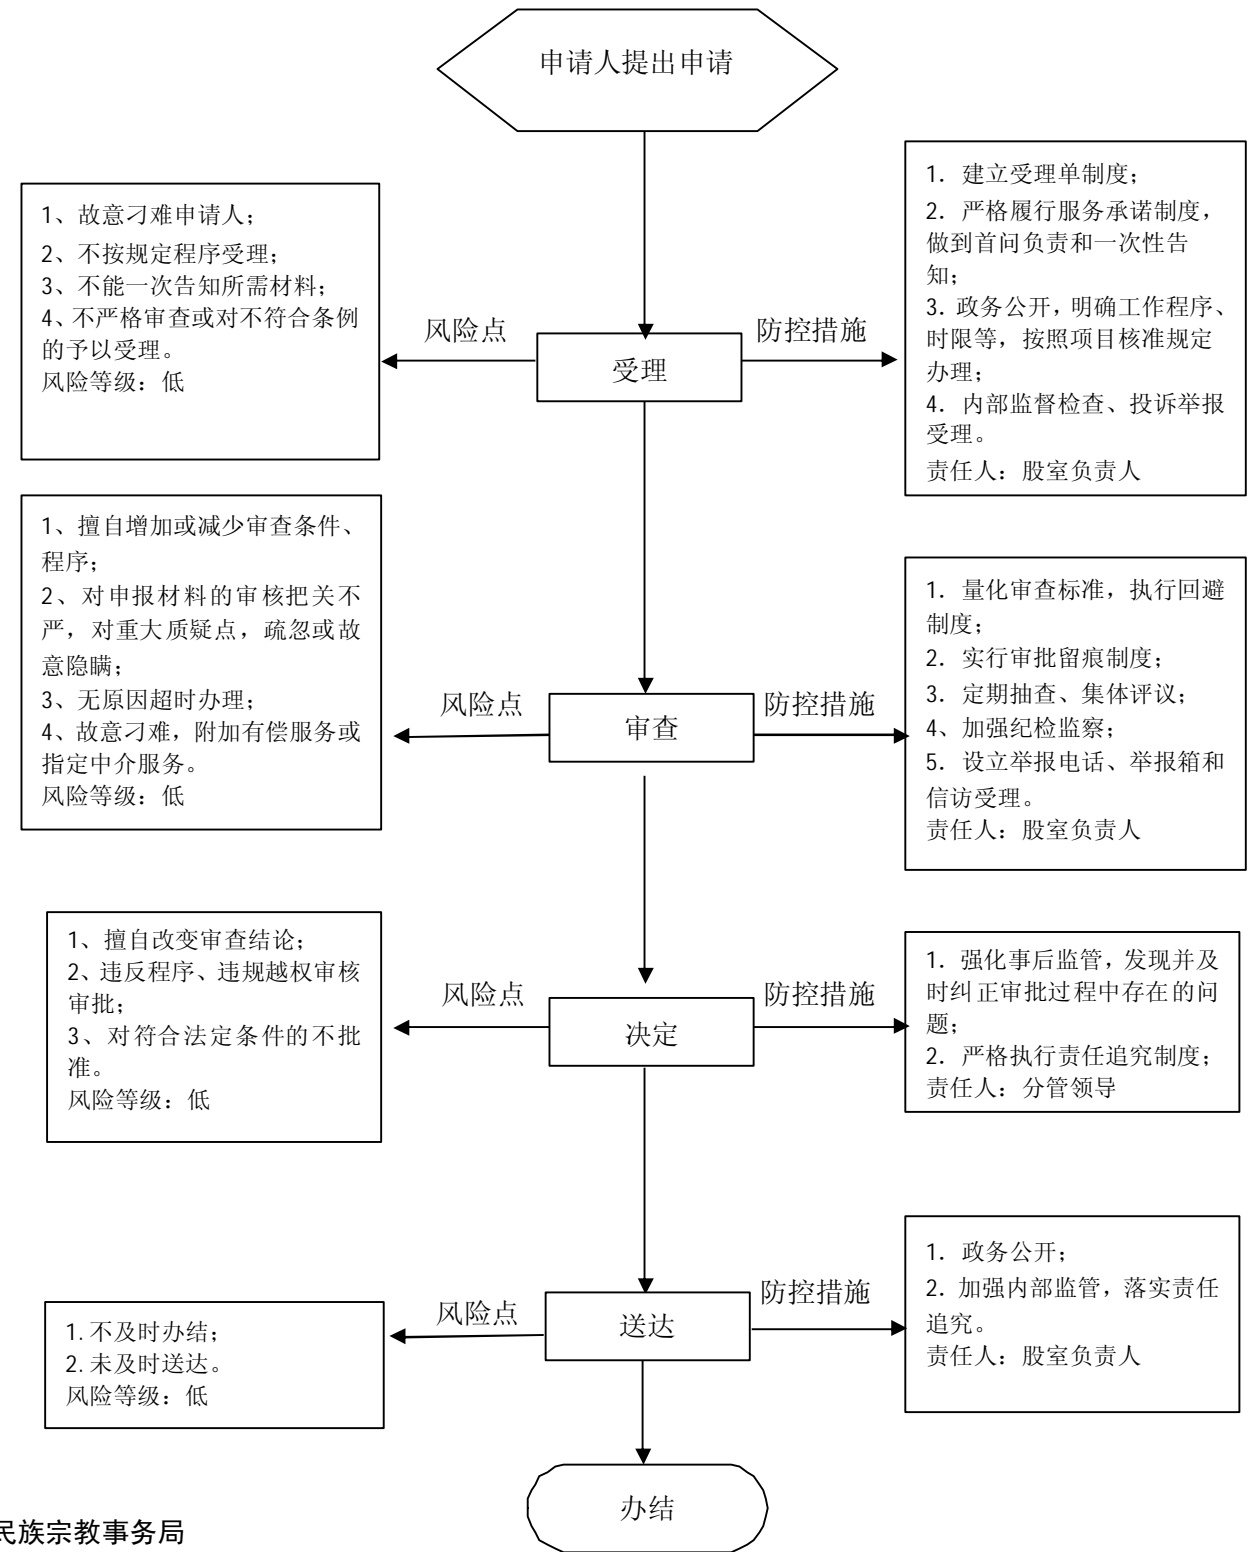 申请人提出申请
1、故意刁难申请人；
2、不按规定程序受理；
3、不能一次告知所需材料；
4、不严格审查或对不符合条例
的予以受理。
风险等级：低
风险点
受理
防控措施
1．建立受理单制度；
2．严格履行服务承诺制度，
做到首问负责和一次性告
知；
3．政务公开，明确工作程序、
时限等，按照项目核准规定
办理；
4．内部监督检查、投诉举报
受理。
责任人：股室负责人
1、擅自增加或减少审查条件、
程序；
2、对申报材料的审核把关不
严，对重大质疑点，疏忽或故
意隐瞒；
3、无原因超时办理；
4、故意刁难，附加有偿服务或
指定中介服务。
风险等级：低
风险点
审查
防控措施
1．量化审查标准，执行回避
制度；
2．实行审批留痕制度；
3．定期抽查、集体评议；
4、加强纪检监察；
5．设立举报电话、举报箱和
信访受理。
责任人：股室负责人
1、擅自改变审查结论；
2、违反程序、违规越权审核
审批；
3、对符合法定条件的不批
准。
风险等级：低
风险点
决定
防控措施
1．强化事后监管，发现并及
时纠正审批过程中存在的问
题；
2．严格执行责任追究制度；
责任人：分管领导
1.不及时办结；
2.未及时送达。
风险等级：低
风险点
送达
防控措施
1．政务公开；
2．加强内部监管，落实责任
追究。
责任人：股室负责人
办结
民族宗教事务局